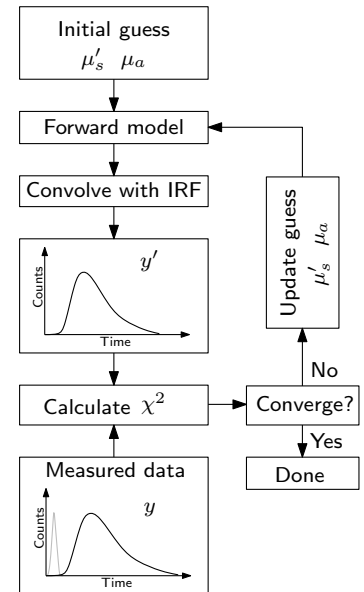 Initial guess
μ′ₛ μₐ
Forward model
Convolve with IRF
y′
Counts
Time
Calculate χ²
Measured data
y
Counts
Time
Update guess
μ′ₛ μₐ
No
Converge?
Yes
Done